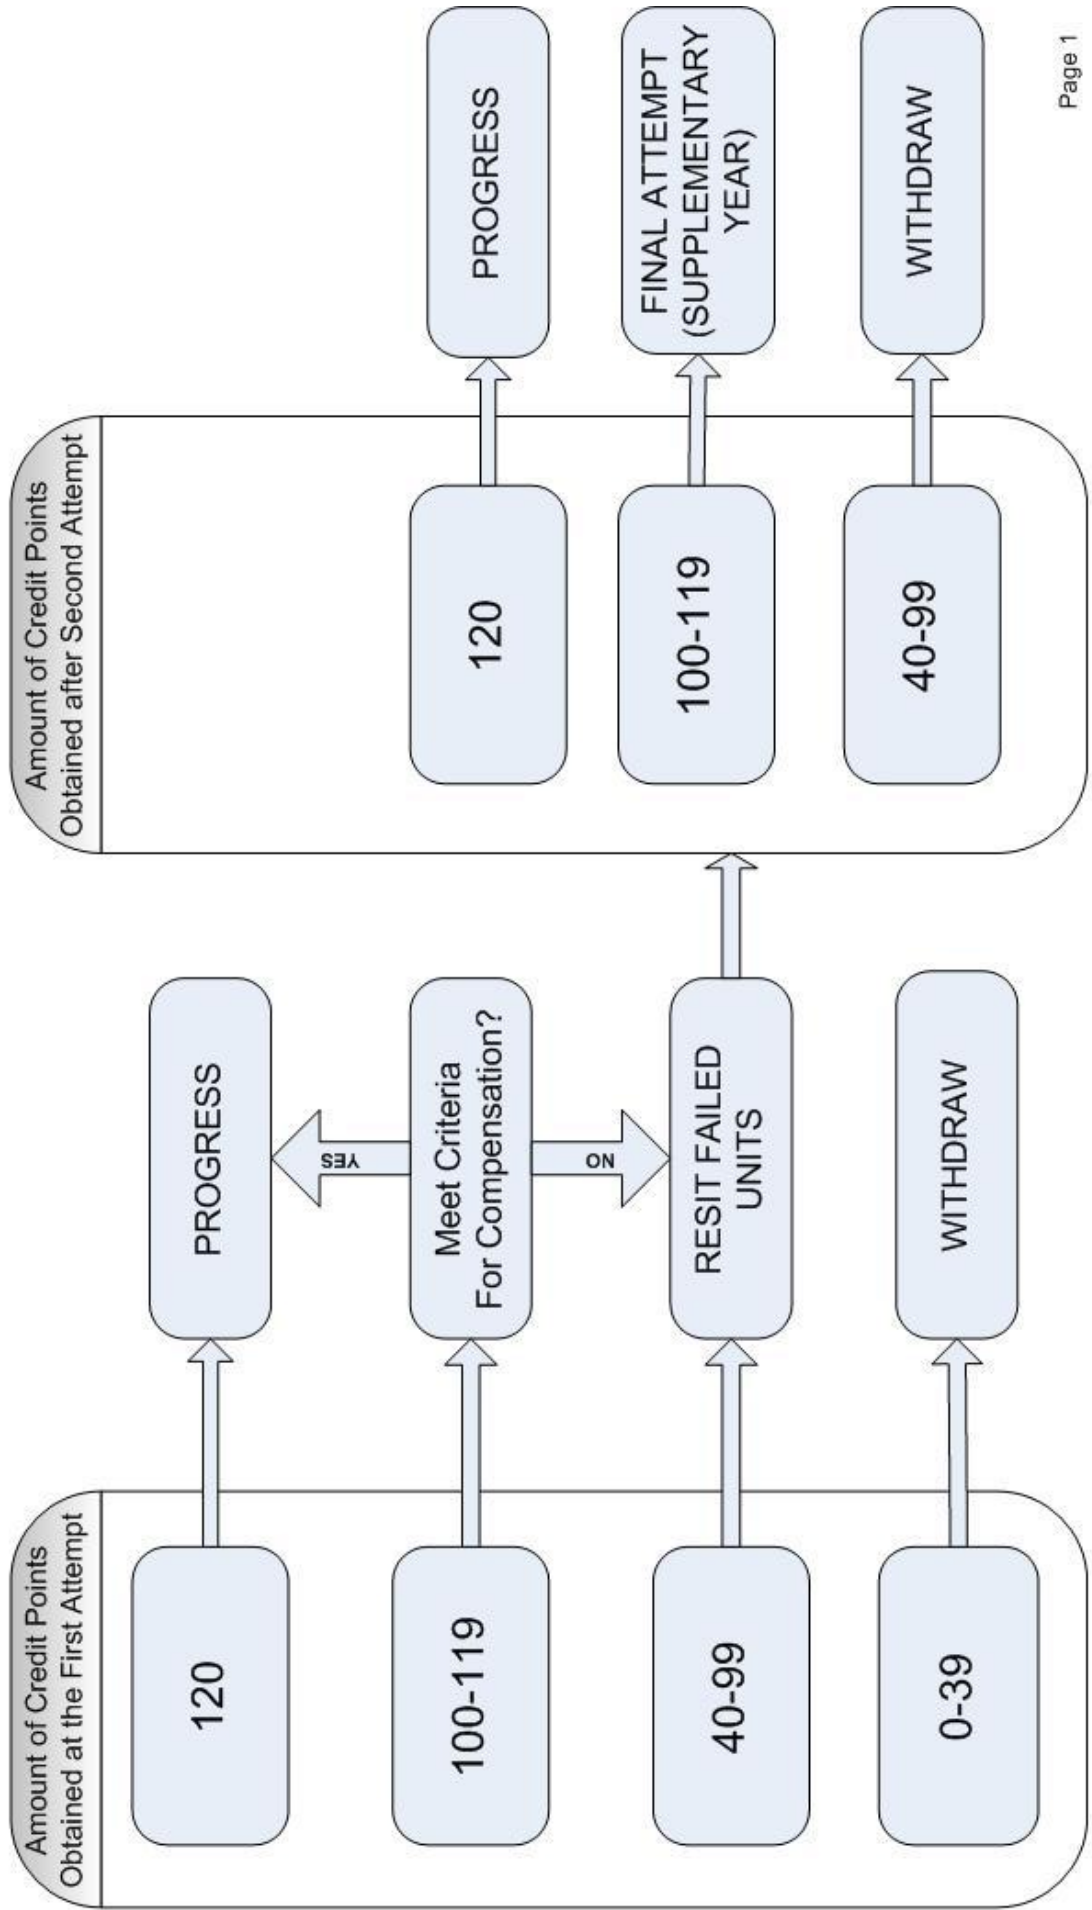 Amount of Credit Points
Obtained at the First Attempt
120
100-119
40-99
0-39
PROGRESS
YES
Meet Criteria
For Compensation?
NO
RESIT FAILED
UNITS
WITHDRAW
Amount of Credit Points
Obtained after Second Attempt
120
100-119
40-99
PROGRESS
FINAL ATTEMPT
(SUPPLEMENTARY
YEAR)
WITHDRAW
Page 1